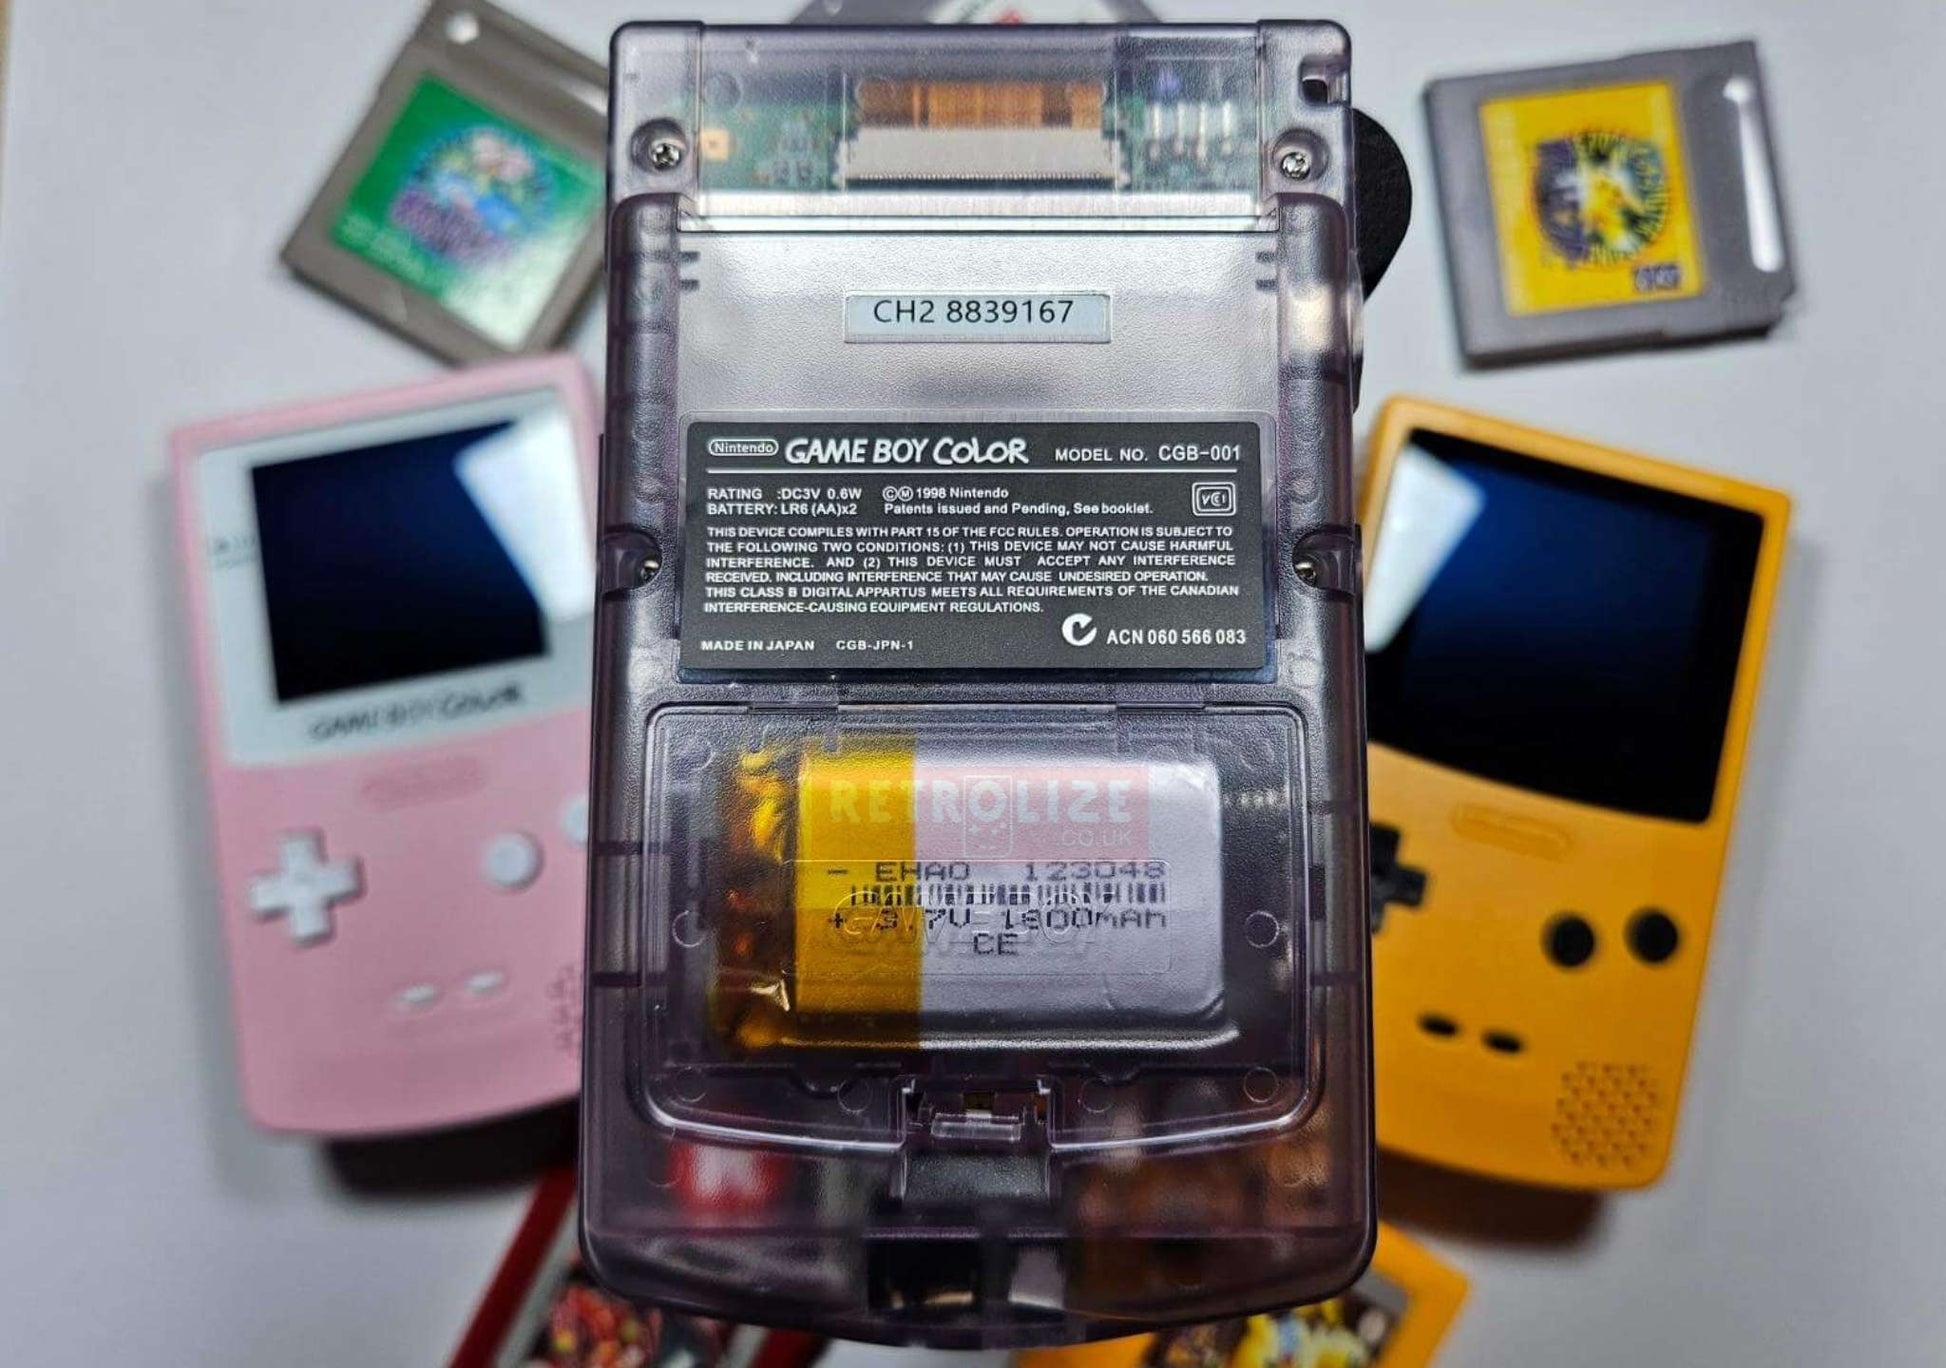 CH2 8839167
Nintendo GAME BOY COLOR MODEL NO. CGB-001
RATING :DC3V 0.6W ©Ⓜ 1998 Nintendo
BATTERY: LR6 (AA)x2 Patents issued and Pending, See booklet.
VCI
THIS DEVICE COMPILES WITH PART 15 OF THE FCC RULES. OPERATION IS SUBJECT TO
THE FOLLOWING TWO CONDITIONS: (1) THIS DEVICE MAY NOT CAUSE HARMFUL
INTERFERENCE. AND (2) THIS DEVICE MUST ACCEPT ANY INTERFERENCE
RECEIVED. INCLUDING INTERFERENCE THAT MAY CAUSE UNDESIRED OPERATION.
THIS CLASS B DIGITAL APPARTUS MEETS ALL REQUIREMENTS OF THE CANADIAN
INTERFERENCE-CAUSING EQUIPMENT REGULATIONS.
MADE IN JAPAN CGB-JPN-1 ACN 060 566 083
GAME BOY COLOR
RETROLIZE
CO.UK
- EHAO 123048
+ 3.7V 1800mAh
CE